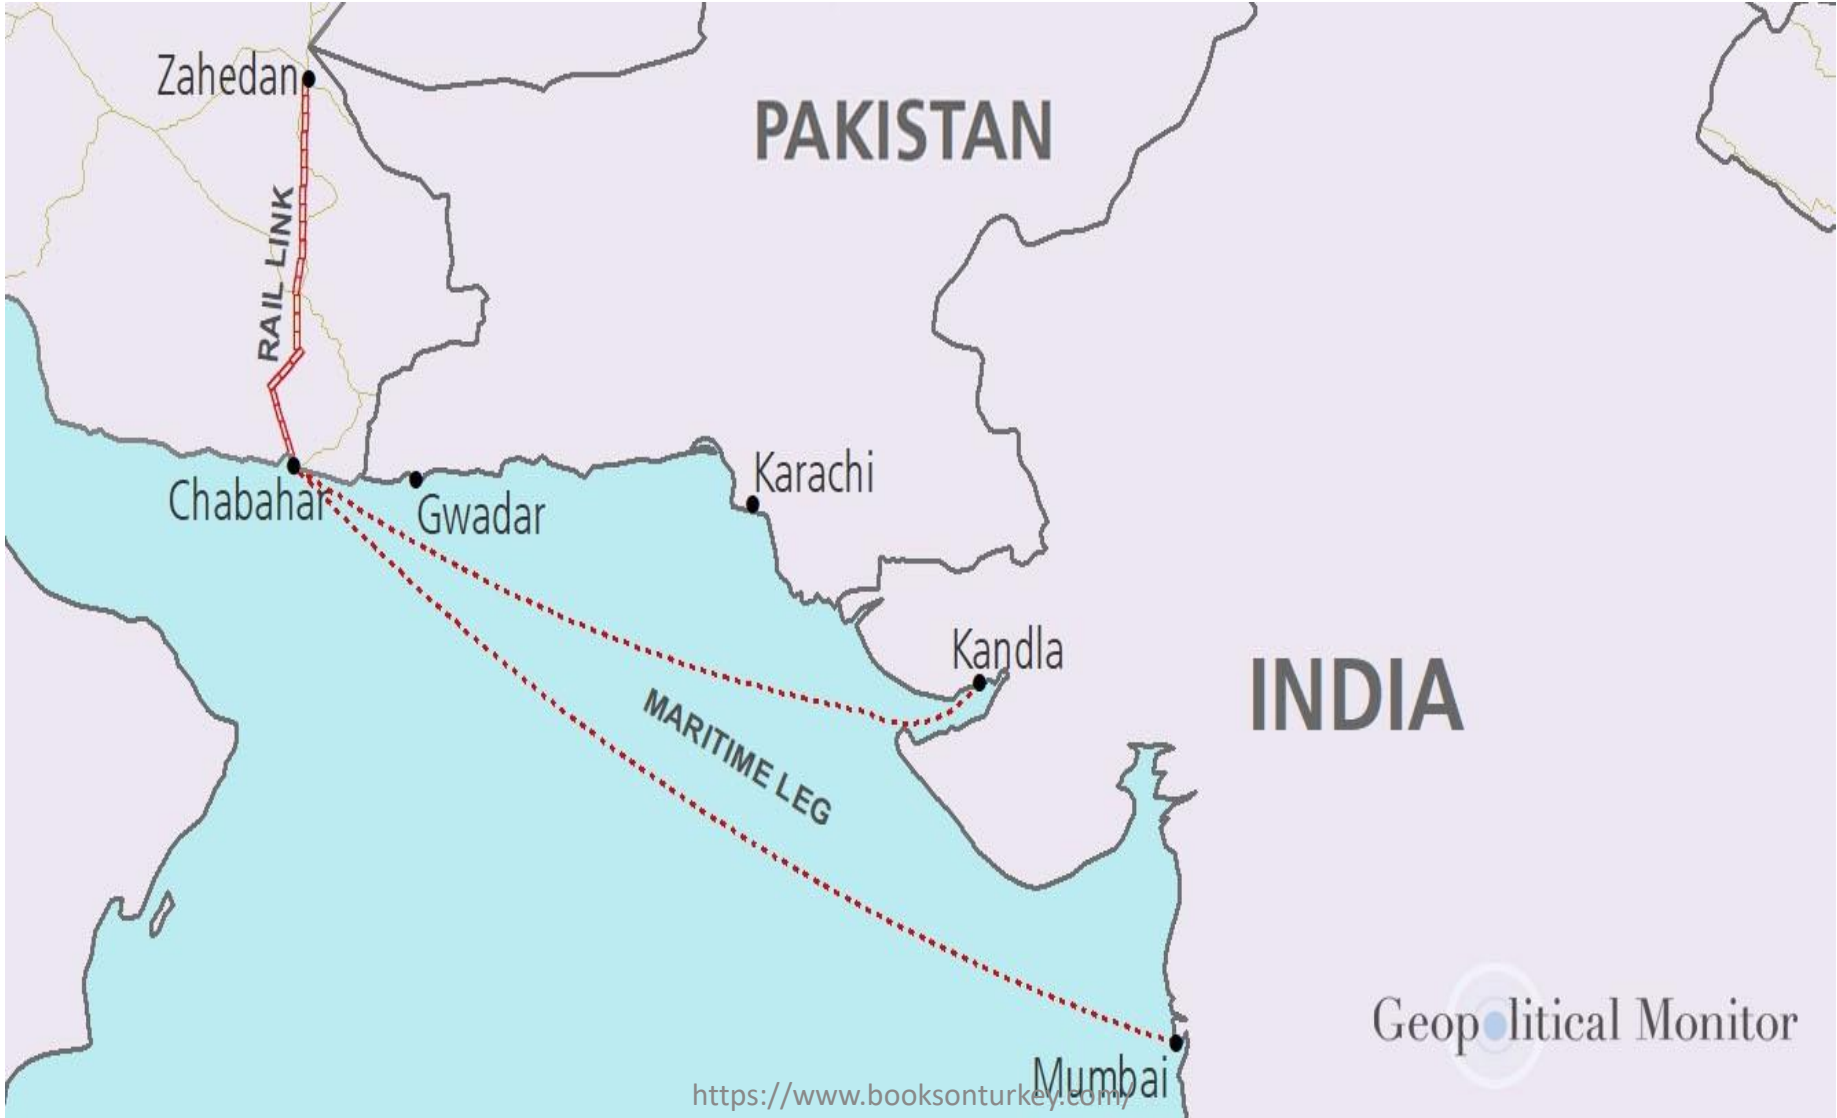 Zahedan
PAKISTAN
RAIL LINK
Karachi
Chabahar
Gwadar
Kandla
INDIA
MARITIME LEG
Geopolitical Monitor
Mumbai
https://www.booksonturkey.com/